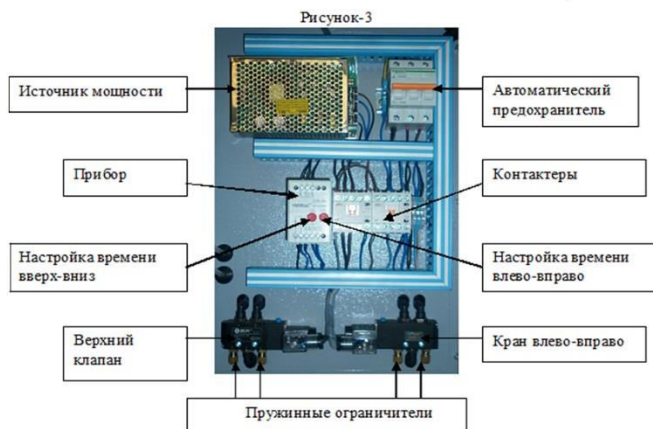 Рисунок-3
Источник мощности
Автоматический
предохранитель
Прибор
Контактеры
Настройка времени
вверх-вниз
Настройка времени
влево-вправо
Верхний
клапан
Кран влево-вправо
Пружинные ограничители